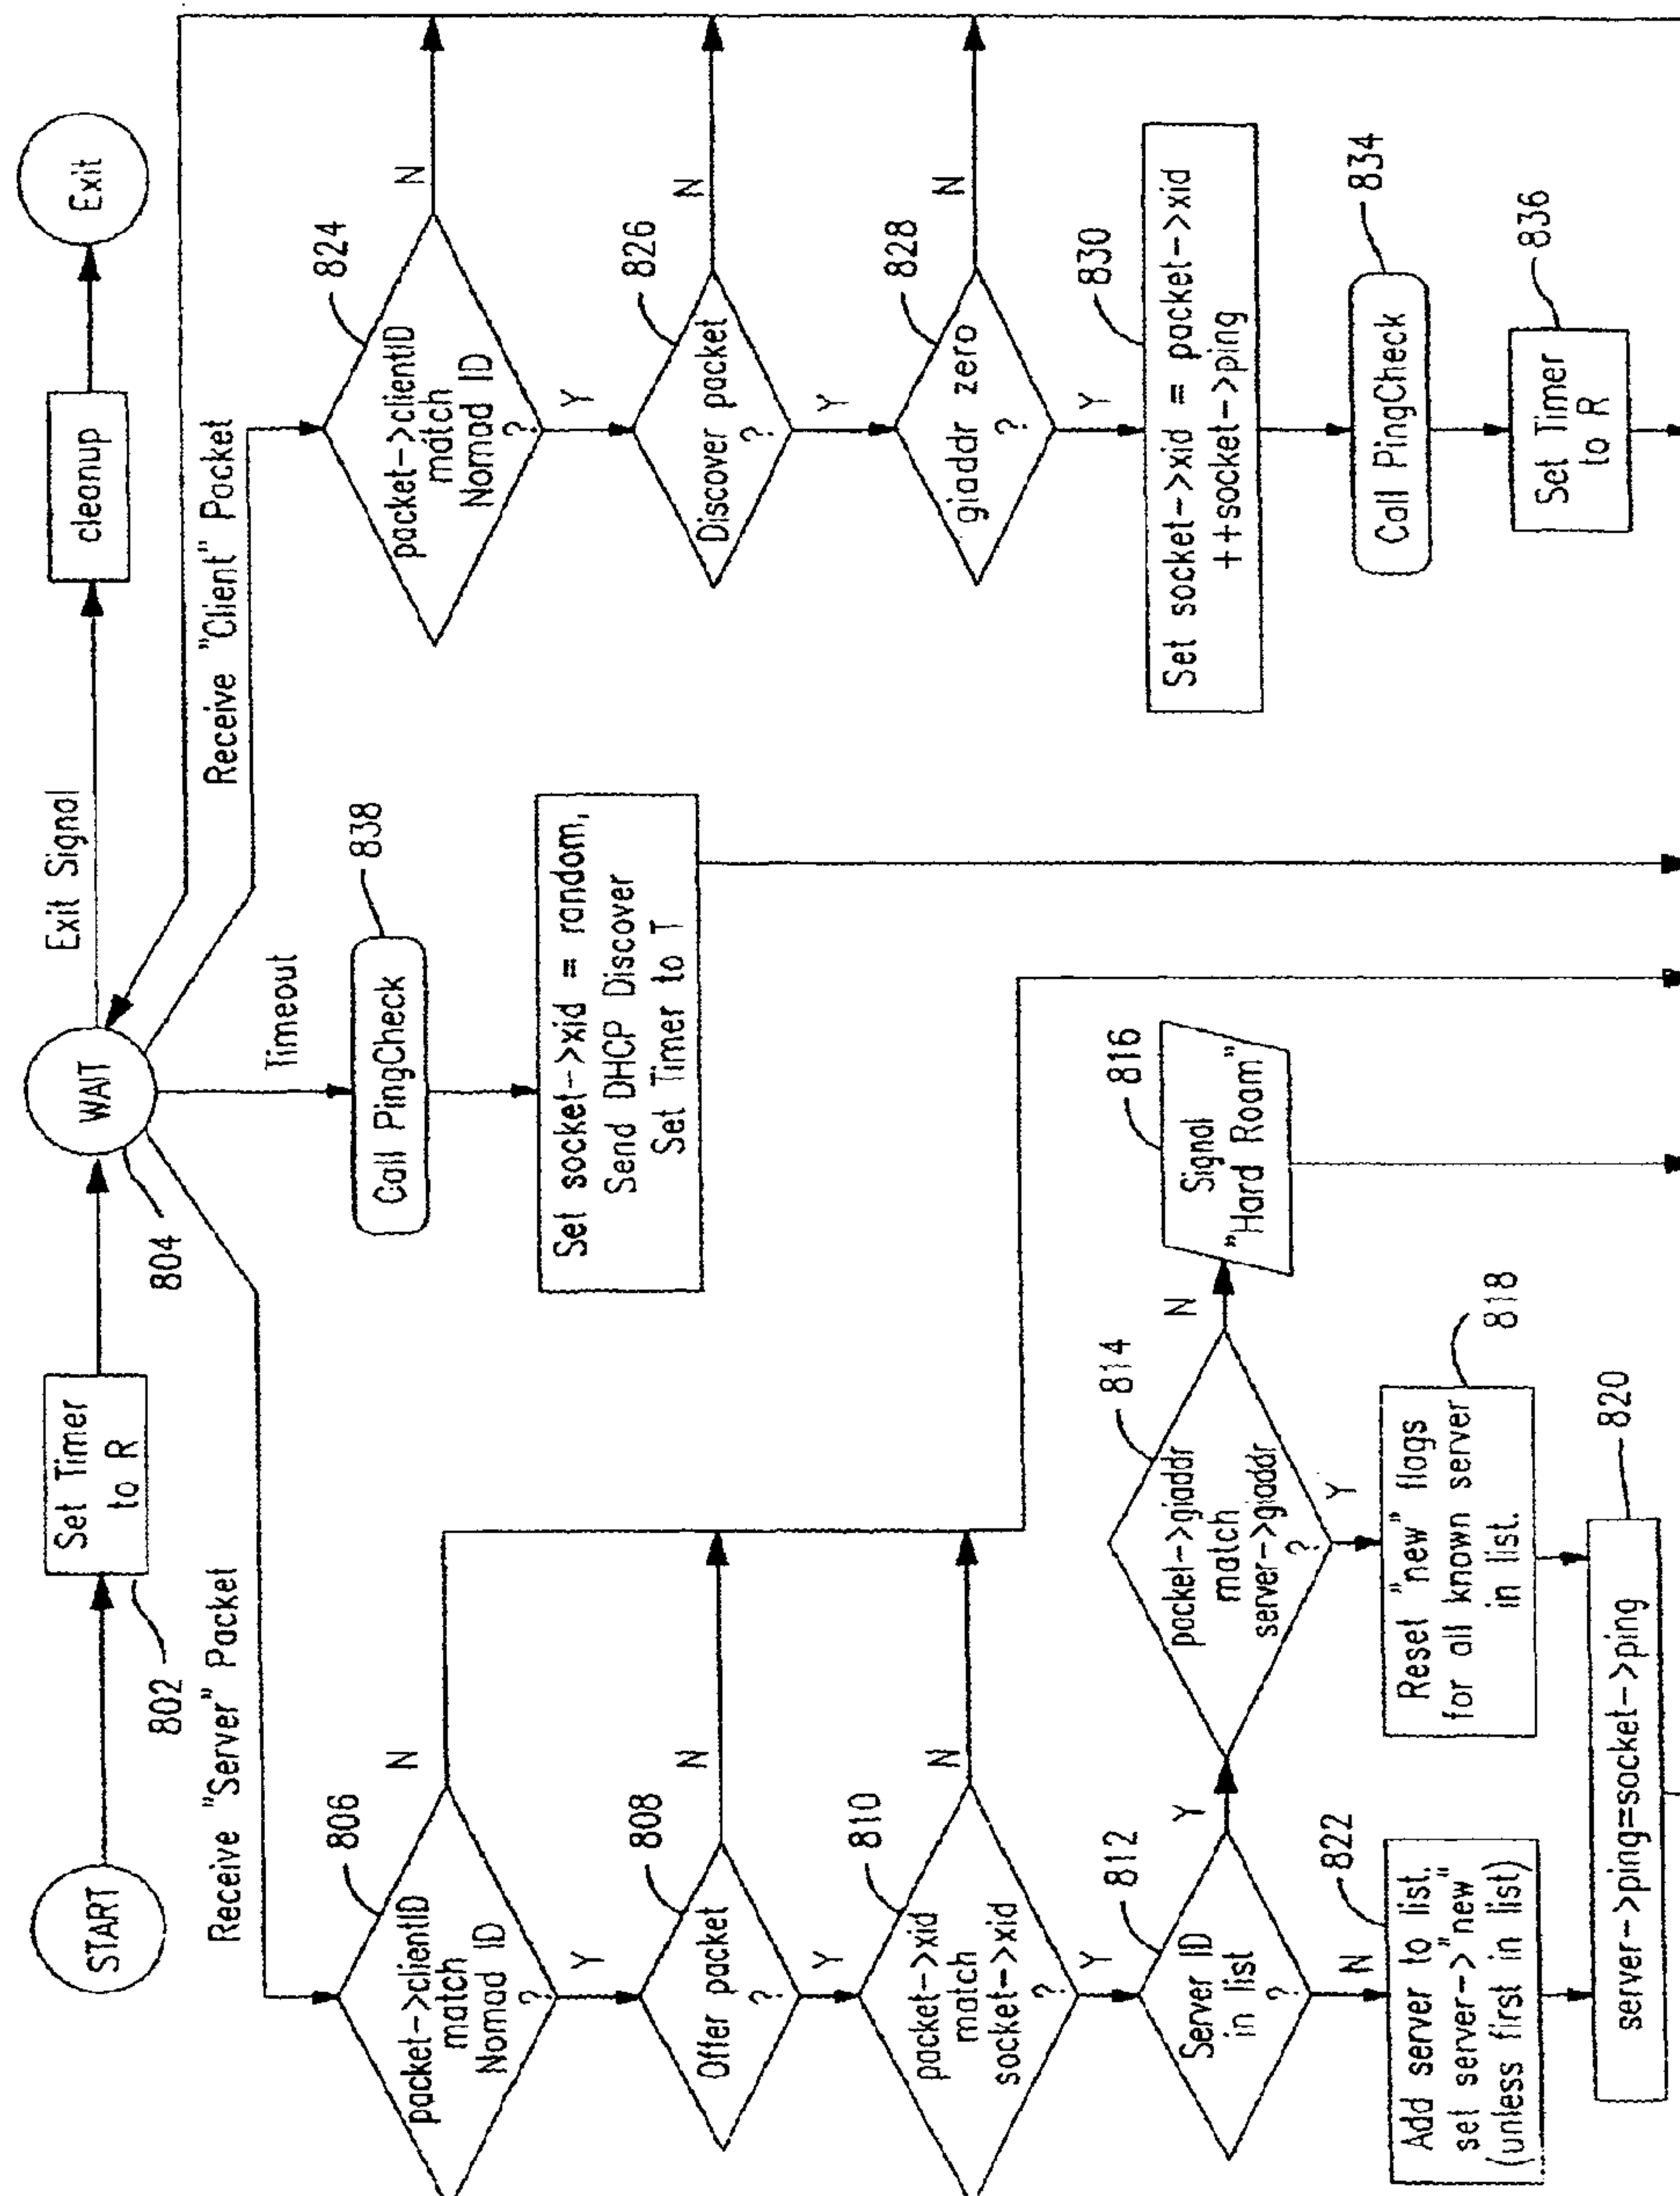 START
Set Timer
to R
802
WAIT
804
Exit Signal
cleanup
Exit
Receive "Server" Packet
Timeout
Receive "Client" Packet
packet->clientID
match
Nomad ID
?
806
N
Y
Offer packet
?
808
N
Y
packet->xid
match
socket->xid
?
810
N
Y
Server ID
in list
?
812
Y
N
packet->giaddr
match
server->giaddr
?
814
N
Y
Signal
"Hard Roam"
816
Reset "new" flags
for all known server
in list.
818
Add server to list.
set server->"new"
(unless first in list)
822
server->ping=socket->ping
820
Call PingCheck
838
Set socket->xid = random,
Send DHCP Discover
Set Timer to T
packet->clientID
match
Nomad ID
?
824
N
Y
Discover packet
?
826
N
Y
giaddr zero
?
828
N
Y
Set socket->xid = packet->xid
++socket->ping
830
Call PingCheck
834
Set Timer
to R
836